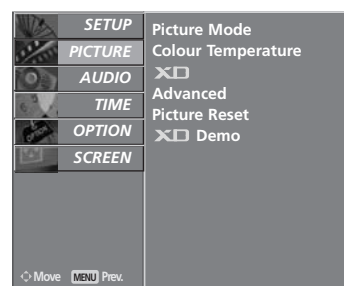 SETUP
PICTURE
AUDIO
TIME
OPTION
SCREEN
Move MENU Prev.
Picture Mode
Colour Temperature
XD
Advanced
Picture Reset
XD Demo